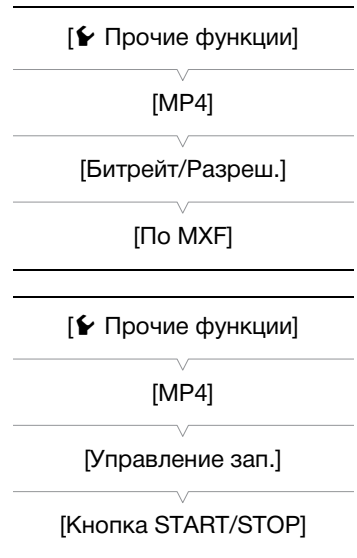 [Прочие функции]
[MP4]
[Битрейт/Разреш.]
[По MXF]
[Прочие функции]
[MP4]
[Управление зап.]
[Кнопка START/STOP]